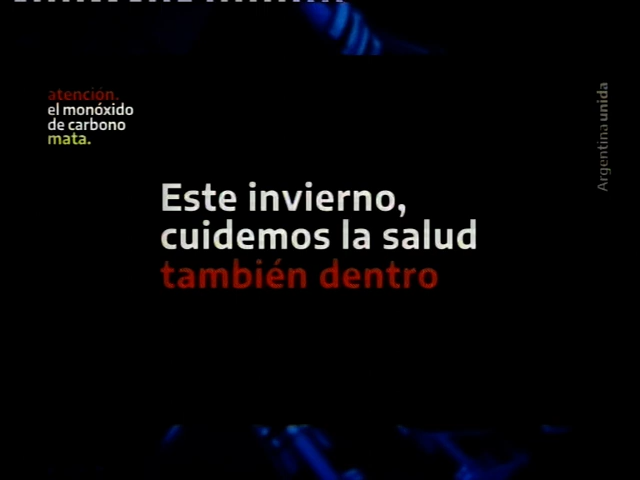 atención.
el monóxido
de carbono
mata.
Argentina unida
Este invierno,
cuidemos la salud
también dentro